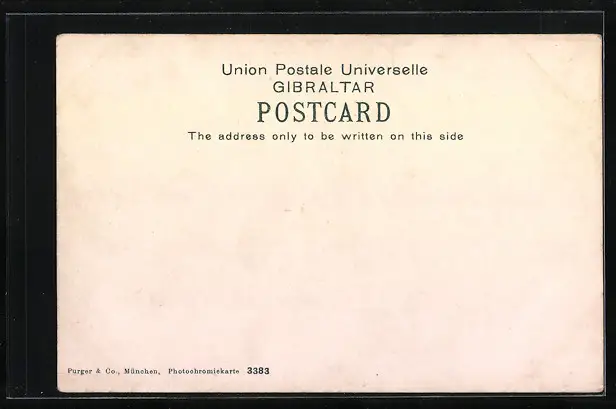 Union Postale Universelle
GIBRALTAR
POSTCARD
The address only to be written on this side
Purger & Co., München, Photochromiekarte 3383